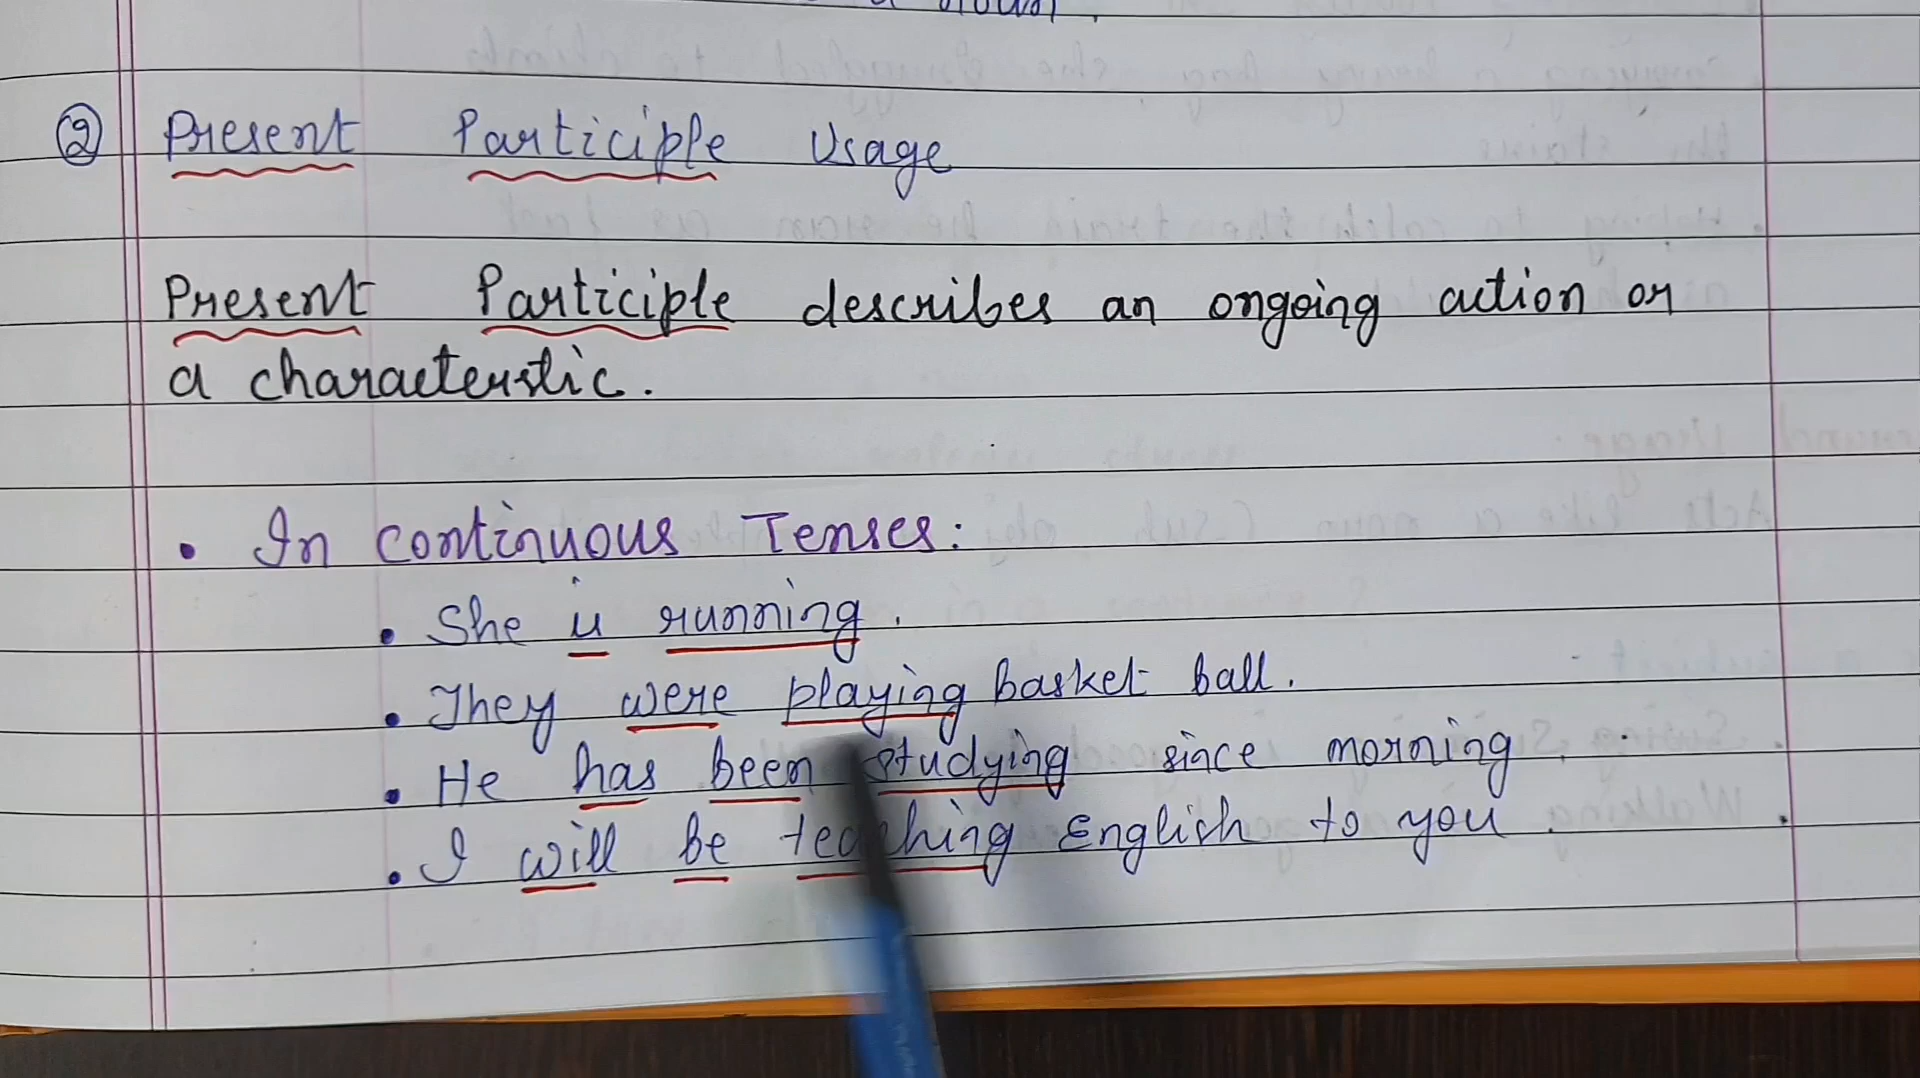 ② Present Participle Usage
Present Participle describes an ongoing action or
a characteristic.
• In continuous Tenses:
• She is running.
• They were playing basket ball.
• He has been studying since morning.
• I will be teaching English to you.